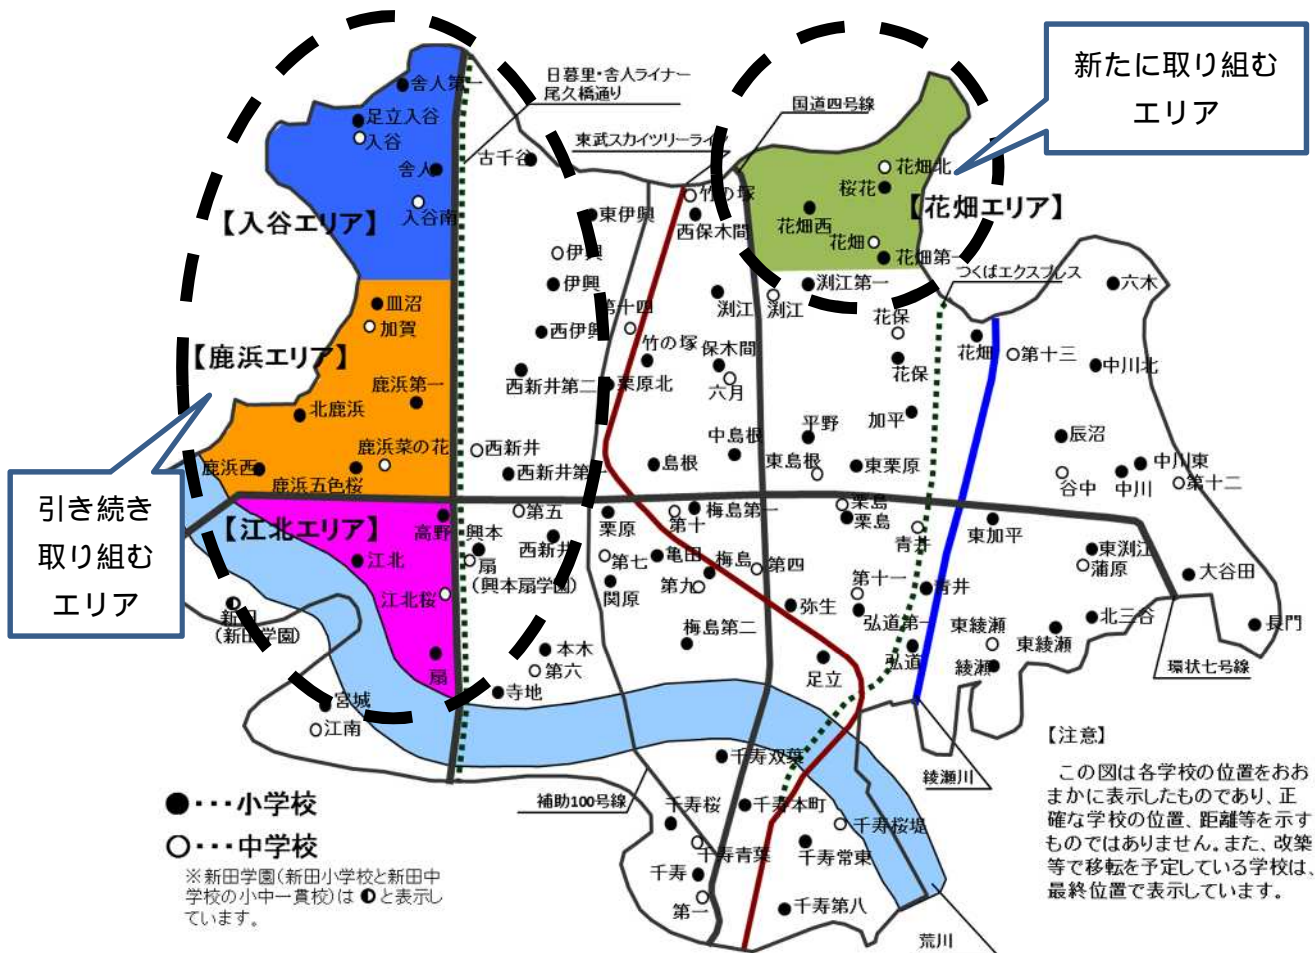 新たに取り組む
エリア
日暮里・舎人ライナー
尾久橋通り
国道四号線
東武スカイツリーライン
舎人第一
足立入谷
入谷
舎人
古千谷
入谷南
【入谷エリア】
竹の塚
西保木間
東伊興
伊興
伊興
花畑北
桜花
花畑西
【花畑エリア】
花畑
花畑第一
つくばエクスプレス
六木
皿沼
加賀
第十四
西伊興
渕江
渕江
渕江第一
花保
花畑
第十三
【鹿浜エリア】
竹の塚
保木間
花保
中川北
鹿浜第一
西新井第二
栗原北
六月
北鹿浜
加平
平野
中島根
辰沼
鹿浜菜の花
西新井
鹿浜西
鹿浜五色桜
西新井第一
島根
東島根
東栗原
谷中
中川東
中川
第十二
引き続き
取り組む
エリア
【江北エリア】
高野
第五
栗原
第十
梅島第一
栗島
栗島
青井
東加平
江北
興本
扇
(興本扇学園)
西新井
第七
亀田
梅島
第四
東渕江
蒲原
大谷田
江北桜
関原
第九
第十一
青井
新田
(新田学園)
弥生
弘道第一
北三谷
長門
扇
本木
第六
梅島第二
足立
弘道
東綾瀬
綾瀬
東綾瀬
環状七号線
宮城
江南
寺地
千寿双葉
綾瀬川
補助100号線
千寿桜
千寿本町
千寿桜堤
千寿青葉
千寿常東
千寿
第一
千寿第八
荒川
●・・・小学校
○・・・中学校
※新田学園(新田小学校と新田中
学校の小中一貫校)は◐と表示し
ています。
【注意】
この図は各学校の位置をおお
まかに表示したものであり、正
確な学校の位置、距離等を示す
ものではありません。また、改築
等で移転を予定している学校は、
最終位置で表示しています。